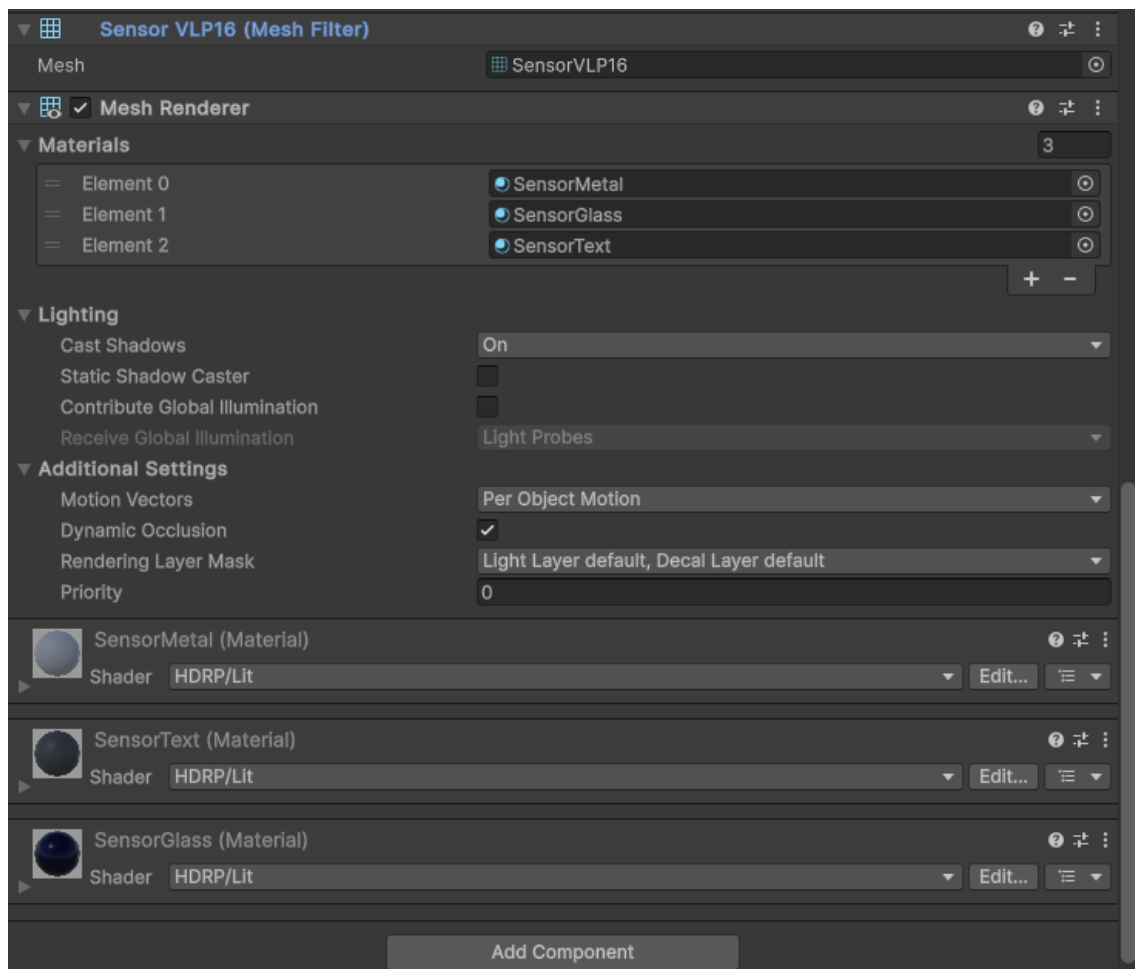 Sensor VLP16 (Mesh Filter)
Mesh SensorVLP16
Mesh Renderer
Materials 3
Element 0 SensorMetal
Element 1 SensorGlass
Element 2 SensorText
+ -
Lighting
Cast Shadows On
Static Shadow Caster
Contribute Global Illumination
Receive Global Illumination Light Probes
Additional Settings
Motion Vectors Per Object Motion
Dynamic Occlusion
Rendering Layer Mask Light Layer default, Decal Layer default
Priority 0
SensorMetal (Material)
Shader HDRP/Lit Edit...
SensorText (Material)
Shader HDRP/Lit Edit...
SensorGlass (Material)
Shader HDRP/Lit Edit...
Add Component